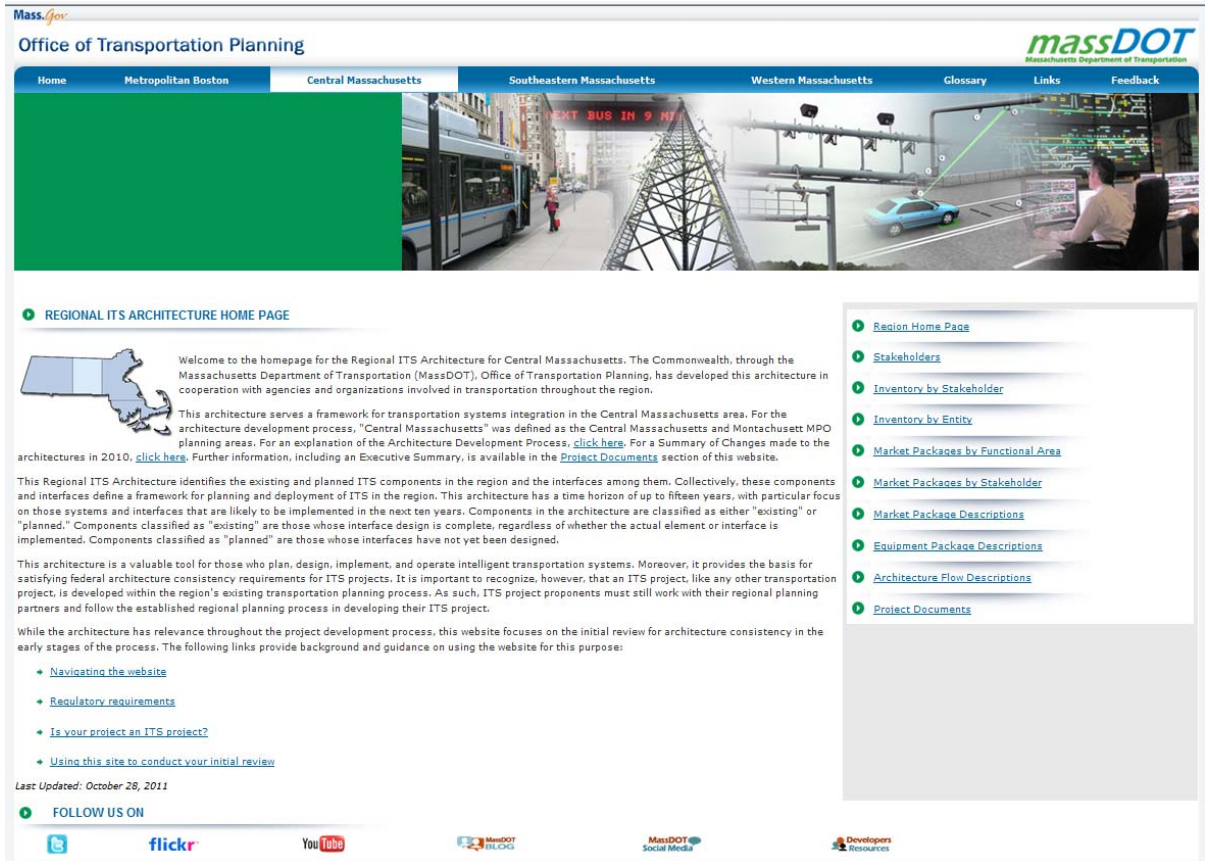 Mass.Gov
Office of Transportation Planning
massDOT
Massachusetts Department of Transportation
Home Metropolitan Boston Central Massachusetts Southeastern Massachusetts Western Massachusetts Glossary Links Feedback
NEXT BUS IN 9 MIN
REGIONAL ITS ARCHITECTURE HOME PAGE
Welcome to the homepage for the Regional ITS Architecture for Central Massachusetts. The Commonwealth, through the
Massachusetts Department of Transportation (MassDOT), Office of Transportation Planning, has developed this architecture in
cooperation with agencies and organizations involved in transportation throughout the region.
This architecture serves a framework for transportation systems integration in the Central Massachusetts area. For the
architecture development process, "Central Massachusetts" was defined as the Central Massachusetts and Montachusett MPO
planning areas. For an explanation of the Architecture Development Process, click here. For a Summary of Changes made to the
architectures in 2010, click here. Further information, including an Executive Summary, is available in the Project Documents section of this website.
This Regional ITS Architecture identifies the existing and planned ITS components in the region and the interfaces among them. Collectively, these components
and interfaces define a framework for planning and deployment of ITS in the region. This architecture has a time horizon of up to fifteen years, with particular focus
on those systems and interfaces that are likely to be implemented in the next ten years. Components in the architecture are classified as either "existing" or
"planned." Components classified as "existing" are those whose interface design is complete, regardless of whether the actual element or interface is
implemented. Components classified as "planned" are those whose interfaces have not yet been designed.
This architecture is a valuable tool for those who plan, design, implement, and operate intelligent transportation systems. Moreover, it provides the basis for
satisfying federal architecture consistency requirements for ITS projects. It is important to recognize, however, that an ITS project, like any other transportation
project, is developed within the region's existing transportation planning process. As such, ITS project proponents must still work with their regional planning
partners and follow the established regional planning process in developing their ITS project.
While the architecture has relevance throughout the project development process, this website focuses on the initial review for architecture consistency in the
early stages of the process. The following links provide background and guidance on using the website for this purpose:
Navigating the website
Regulatory requirements
Is your project an ITS project?
Using this site to conduct your initial review
Last Updated: October 28, 2011
Region Home Page
Stakeholders
Inventory by Stakeholder
Inventory by Entity
Market Packages by Functional Area
Market Packages by Stakeholder
Market Package Descriptions
Equipment Package Descriptions
Architecture Flow Descriptions
Project Documents
FOLLOW US ON
flickr
YouTube
MassDOT BLOG
MassDOT Social Media
Developers Resources